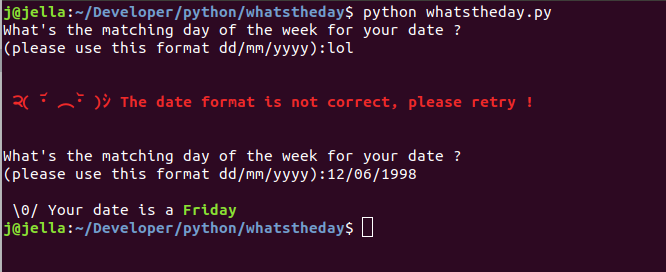 j@jella:~/Developer/python/whatstheday$ python whatstheday.py
What's the matching day of the week for your date ?
(please use this format dd/mm/yyyy):lol
The date format is not correct, please retry !
What's the matching day of the week for your date ?
(please use this format dd/mm/yyyy):12/06/1998
\0/ Your date is a Friday
j@jella:~/Developer/python/whatstheday$